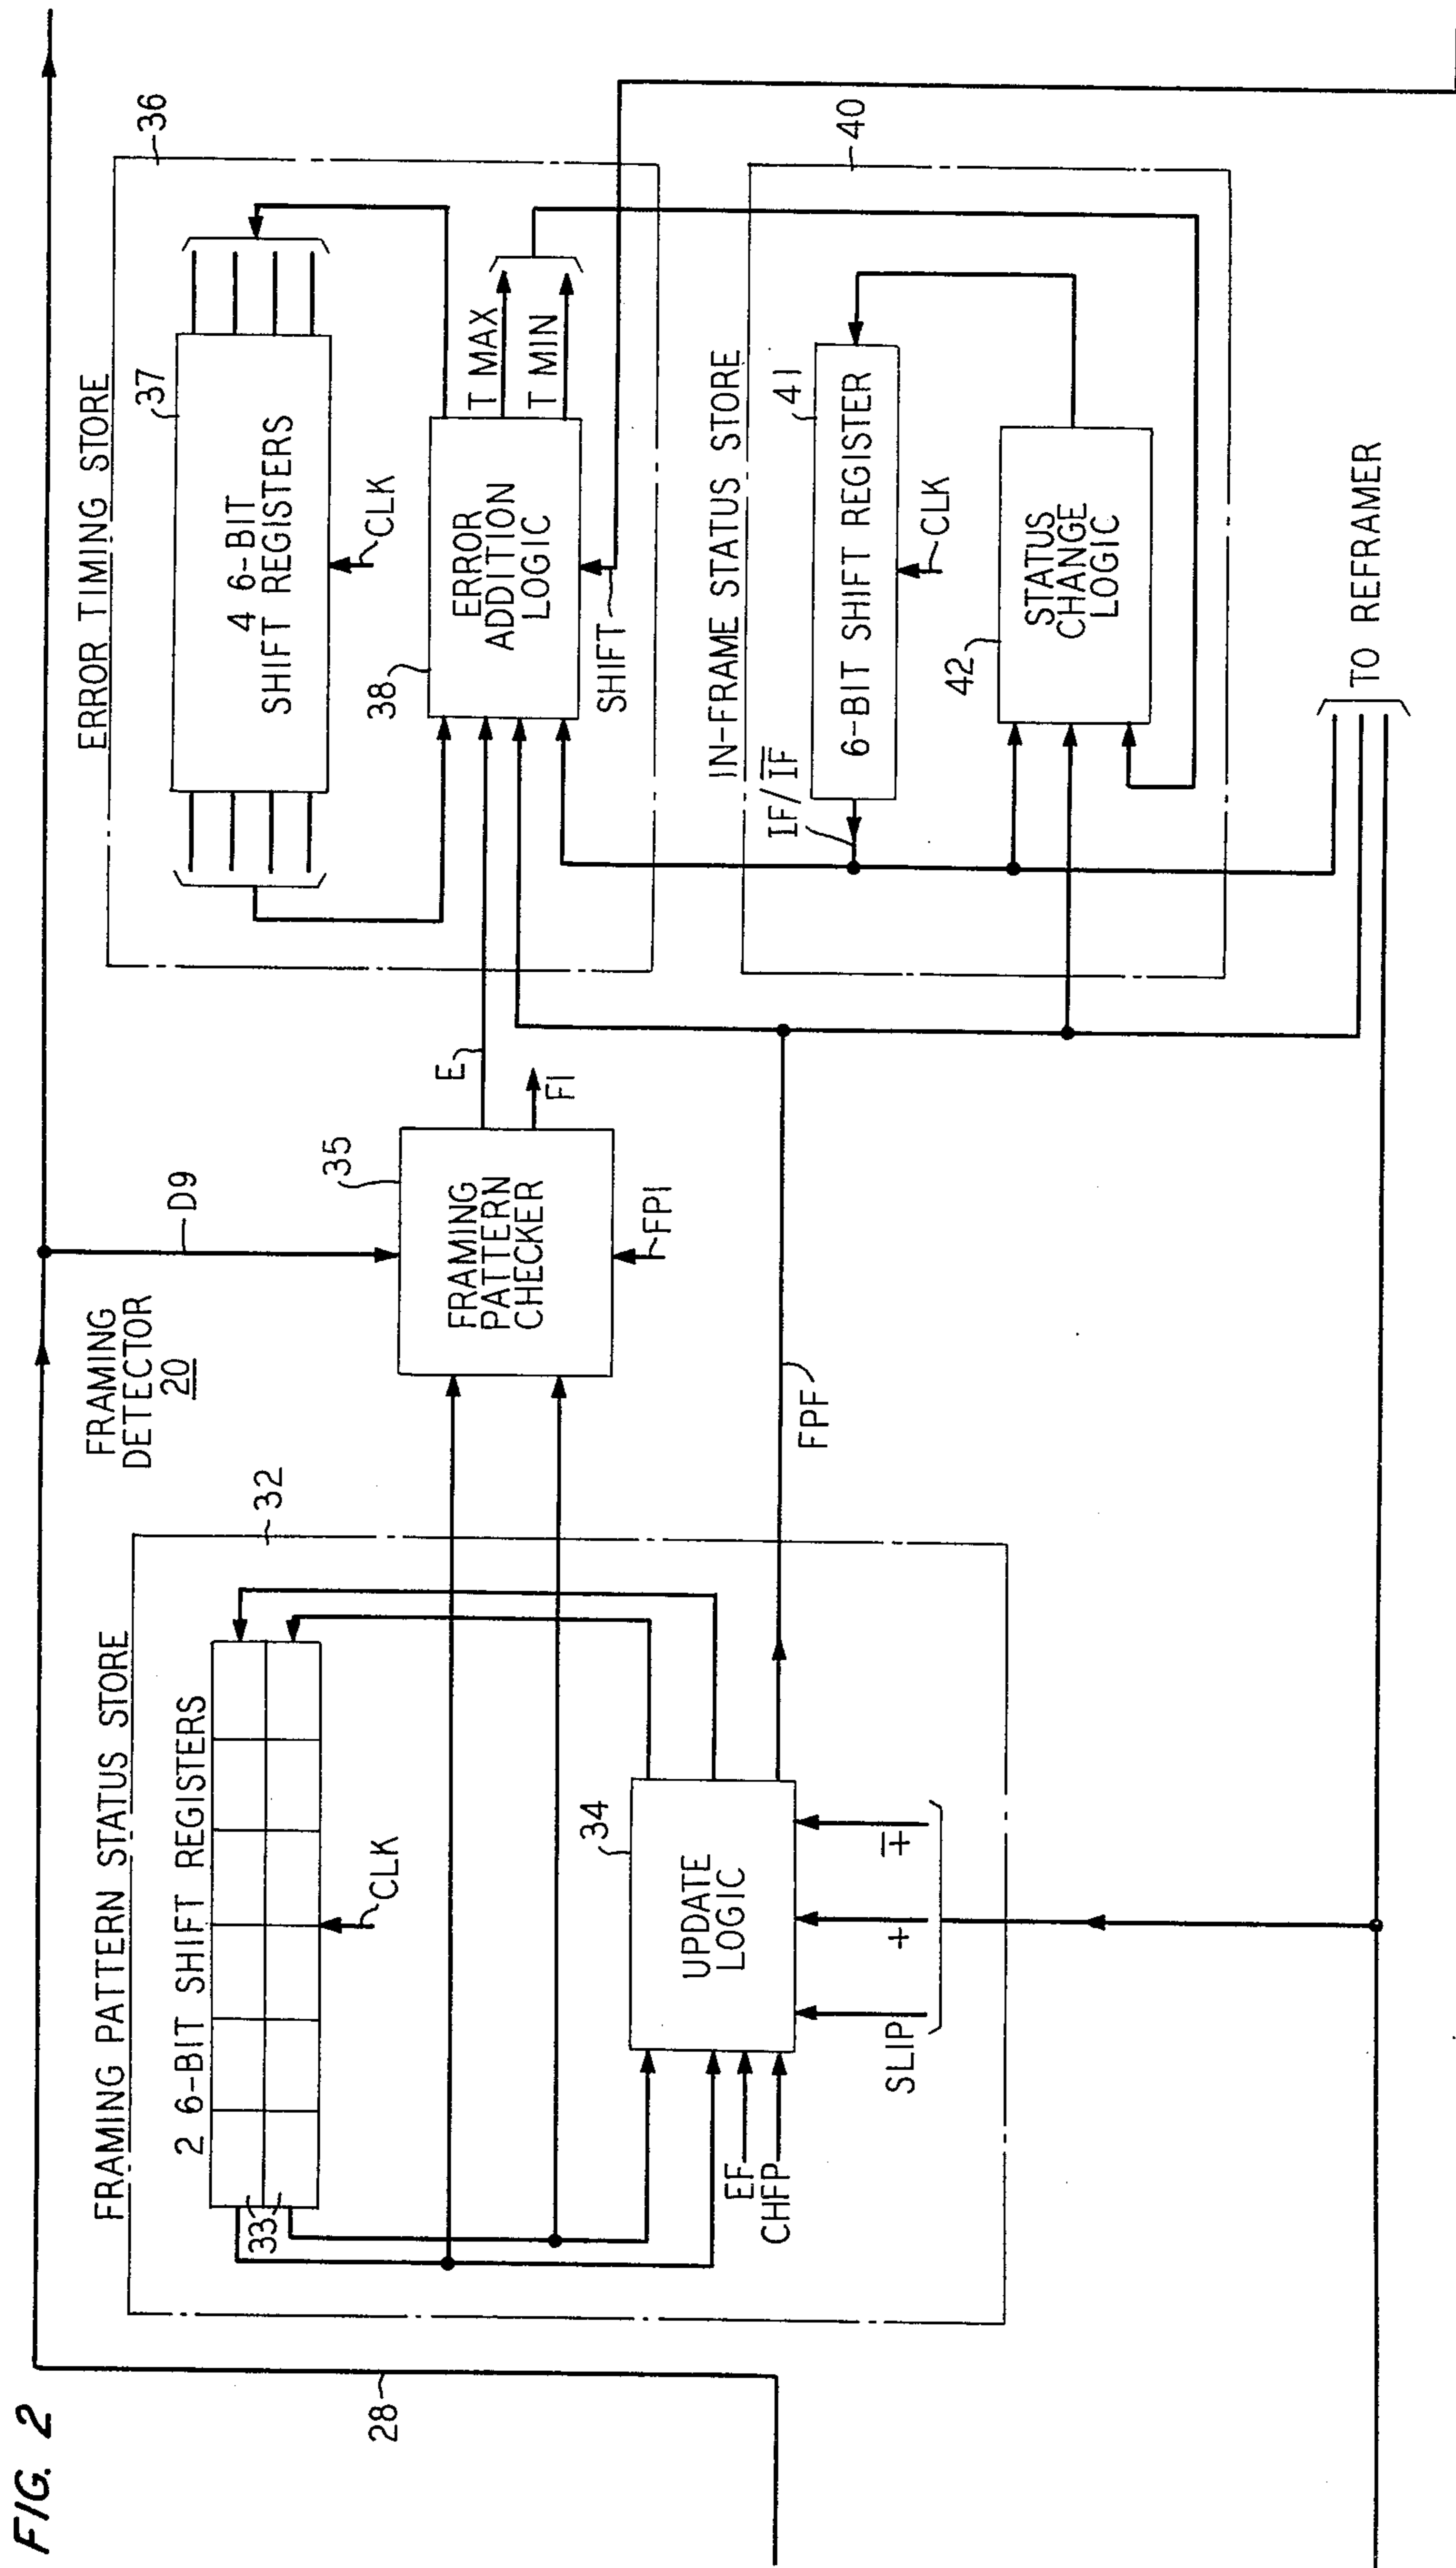 FIG. 2
28
FRAMING PATTERN STATUS STORE
32
2 6-BIT SHIFT REGISTERS
33
CLK
34
UPDATE
LOGIC
EF
CHFP
SLIP
+
+̅
FRAMING
DETECTOR
20
D9
35
FRAMING
PATTERN
CHECKER
FPI
E
FI
FPF
ERROR TIMING STORE
36
37
4 6-BIT
SHIFT REGISTERS
CLK
38
ERROR
ADDITION
LOGIC
T MAX
T MIN
SHIFT
IN-FRAME STATUS STORE
40
41
6-BIT SHIFT REGISTER
IF/I̅F̅
CLK
42
STATUS
CHANGE
LOGIC
TO REFRAMER